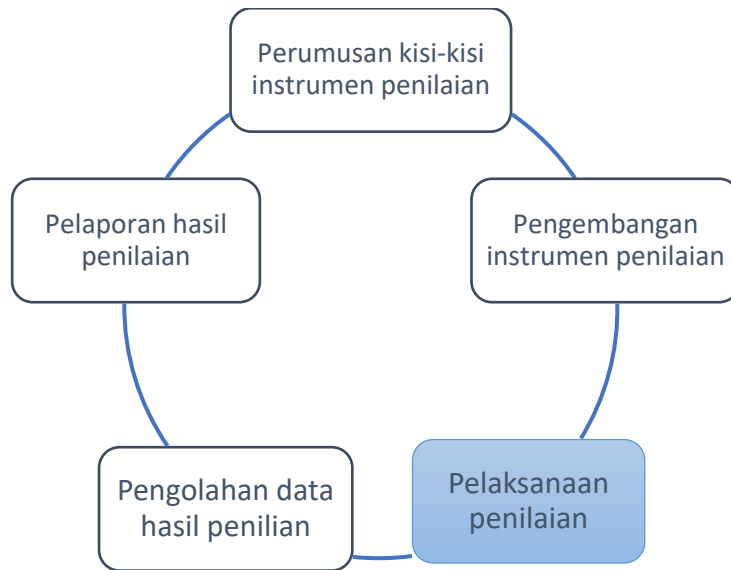 Perumusan kisi-kisi
instrumen penilaian
Pelaporan hasil
penilaian
Pengembangan
instrumen penilaian
Pengolahan data
hasil penilian
Pelaksanaan
penilaian